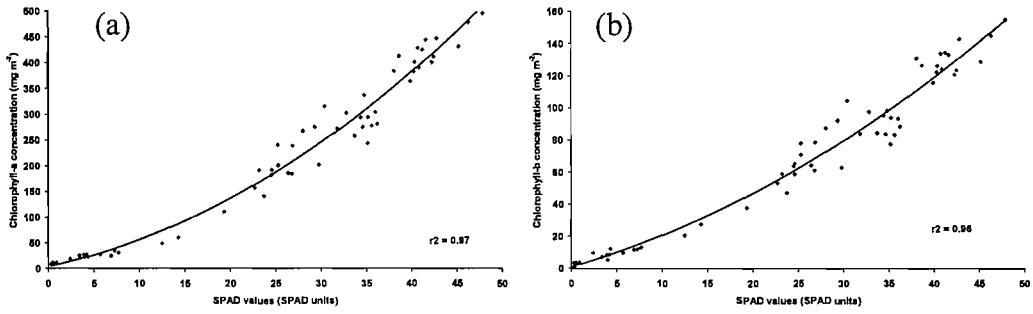 (a)
Chlorophyll-a concentration (mg m-2)
500
450
400
350
300
250
200
150
100
50
0
r2 = 0.97
0 5 10 15 20 25 30 35 40 45 50
SPAD values (SPAD units)
(b)
Chlorophyll-b concentration (mg m-2)
160
140
120
100
80
60
40
20
0
r2 = 0.96
0 5 10 15 20 25 30 35 40 45 50
SPAD values (SPAD units)